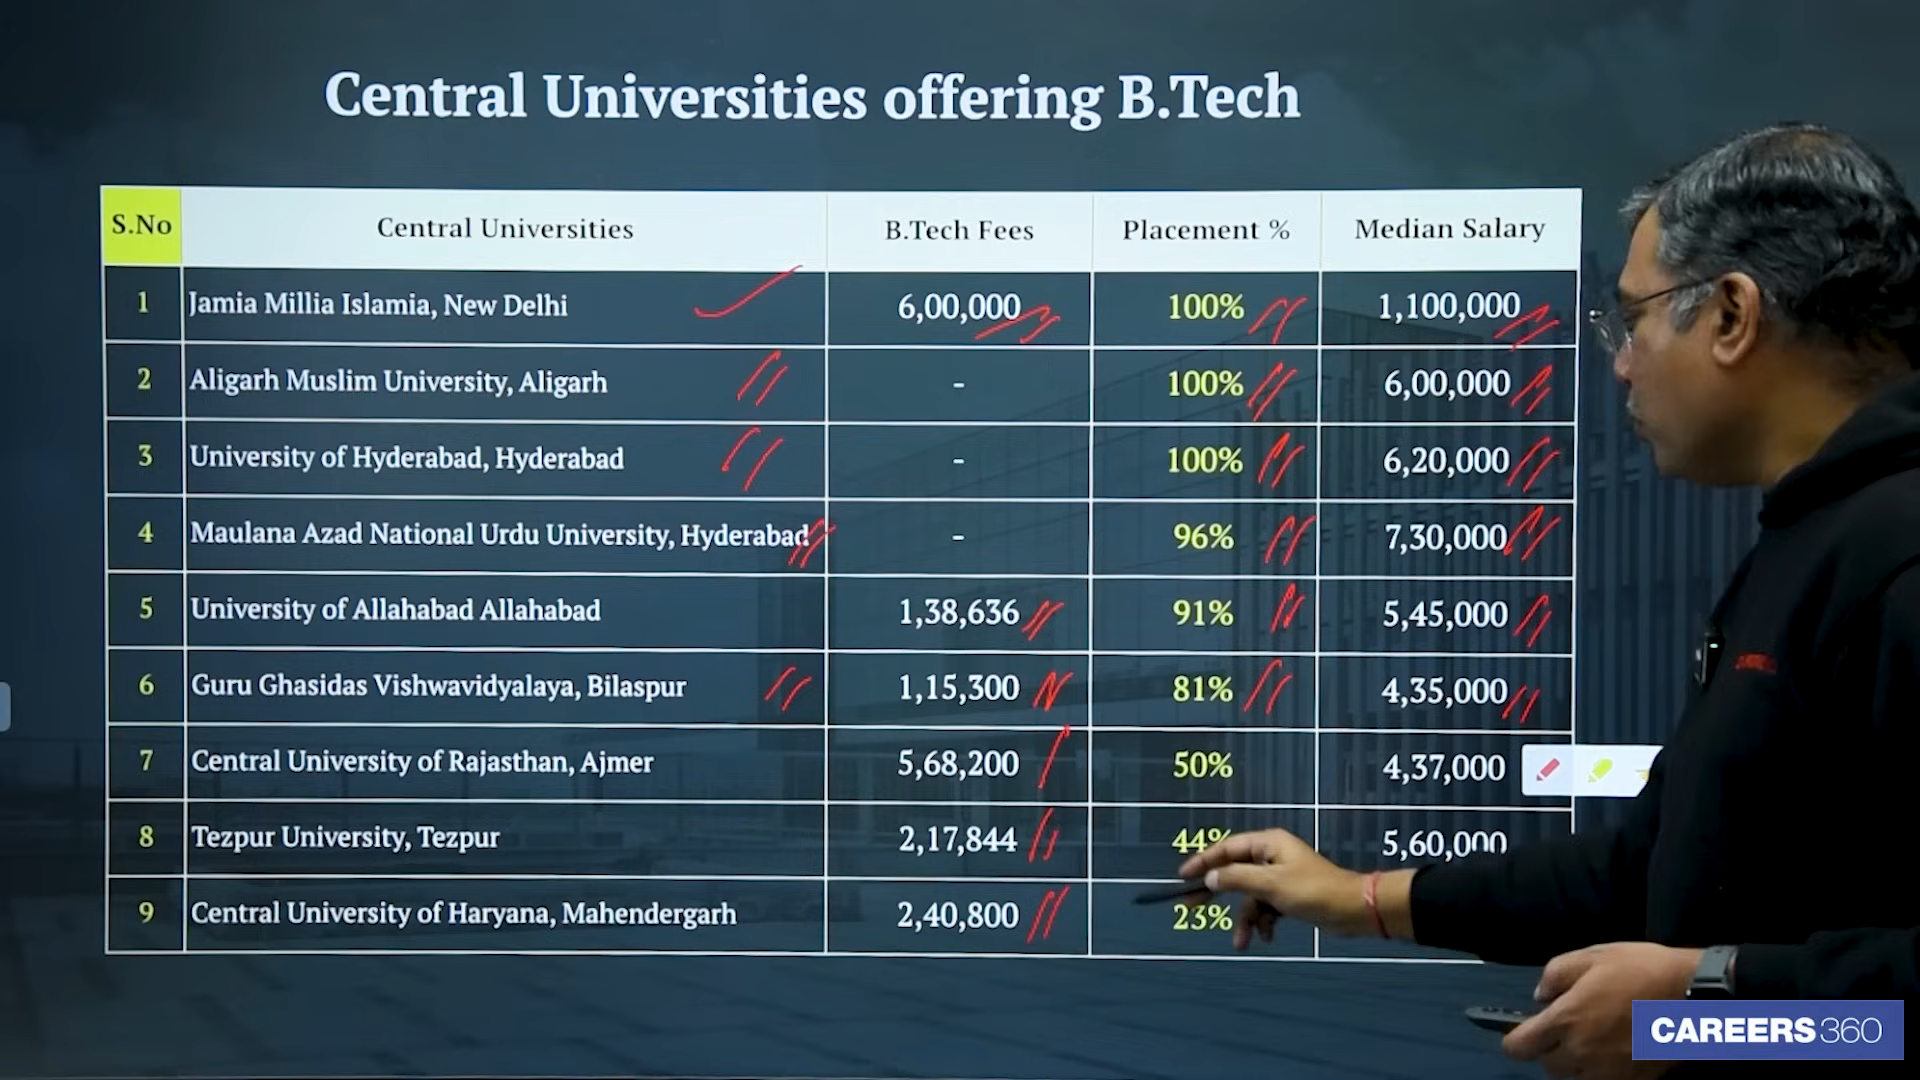 Central Universities offering B.Tech
S.No Central Universities B.Tech Fees Placement % Median Salary
1 Jamia Millia Islamia, New Delhi 6,00,000 100% 1,100,000
2 Aligarh Muslim University, Aligarh - 100% 6,00,000
3 University of Hyderabad, Hyderabad - 100% 6,20,000
4 Maulana Azad National Urdu University, Hyderabad - 96% 7,30,000
5 University of Allahabad Allahabad 1,38,636 91% 5,45,000
6 Guru Ghasidas Vishwavidyalaya, Bilaspur 1,15,300 81% 4,35,000
7 Central University of Rajasthan, Ajmer 5,68,200 50% 4,37,000
8 Tezpur University, Tezpur 2,17,844 44% 5,60,000
9 Central University of Haryana, Mahendergarh 2,40,800 23%
CAREERS360